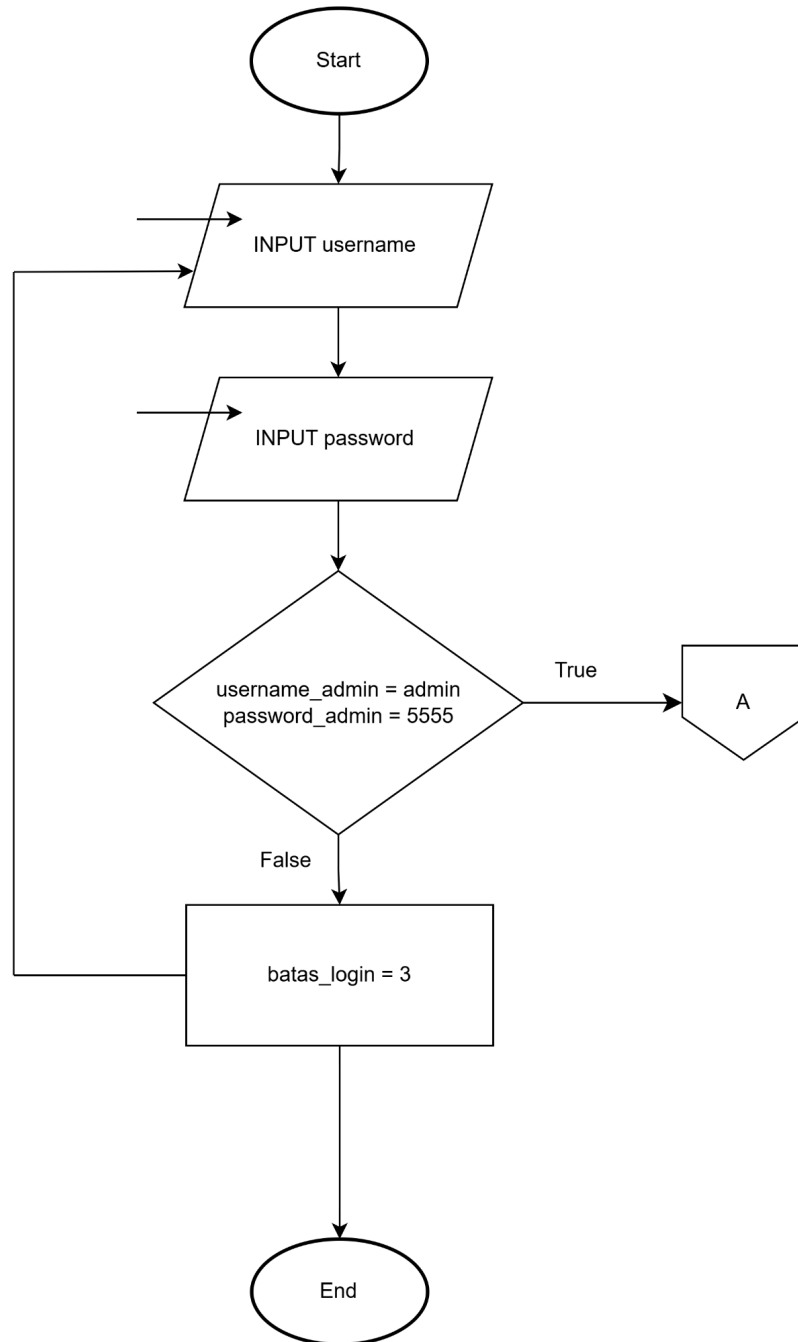 Start
INPUT username
INPUT password
username_admin = admin
password_admin = 5555
True
A
False
batas_login = 3
End